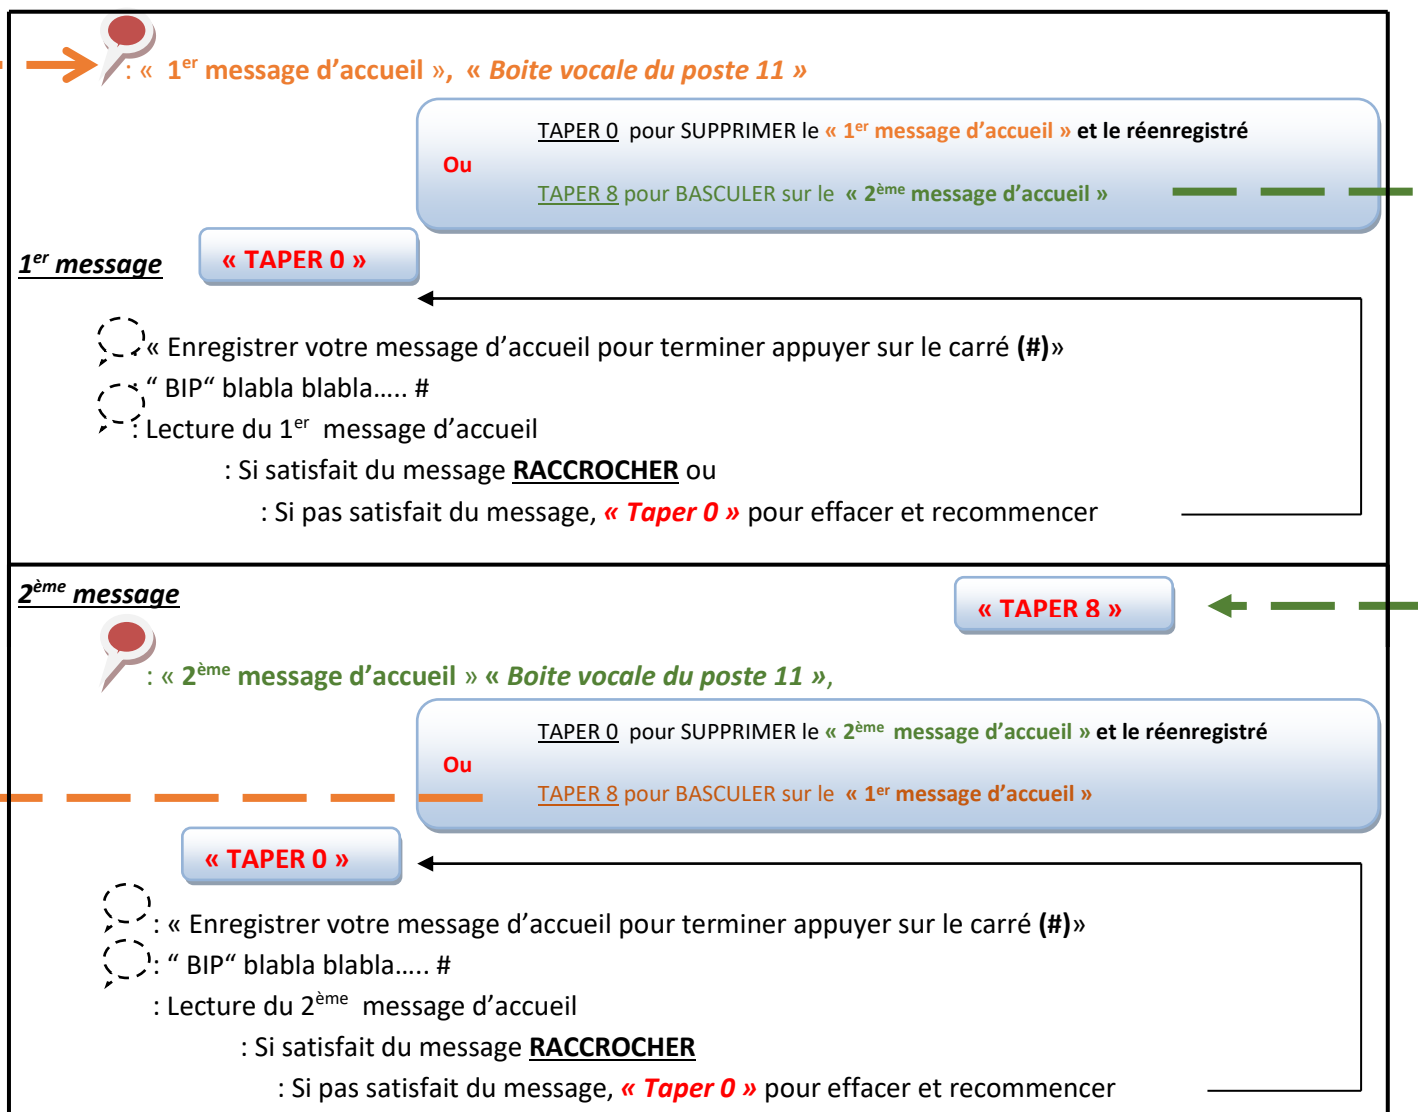 : « 1er message d’accueil », « Boite vocale du poste 11 »
TAPER 0 pour SUPPRIMER le « 1er message d’accueil » et le réenregistré
Ou
TAPER 8 pour BASCULER sur le « 2ème message d’accueil »
1er message
« TAPER 0 »
« Enregistrer votre message d’accueil pour terminer appuyer sur le carré (#)»
: “ BIP“ blabla blabla….. #
: Lecture du 1er message d’accueil
: Si satisfait du message RACCROCHER ou
: Si pas satisfait du message, « Taper 0 » pour effacer et recommencer
2ème message
« TAPER 8 »
: « 2ème message d’accueil » « Boite vocale du poste 11 »,
TAPER 0 pour SUPPRIMER le « 2ème message d’accueil » et le réenregistré
Ou
TAPER 8 pour BASCULER sur le « 1er message d’accueil »
« TAPER 0 »
: « Enregistrer votre message d’accueil pour terminer appuyer sur le carré (#)»
: “ BIP“ blabla blabla….. #
: Lecture du 2ème message d’accueil
: Si satisfait du message RACCROCHER
: Si pas satisfait du message, « Taper 0 » pour effacer et recommencer